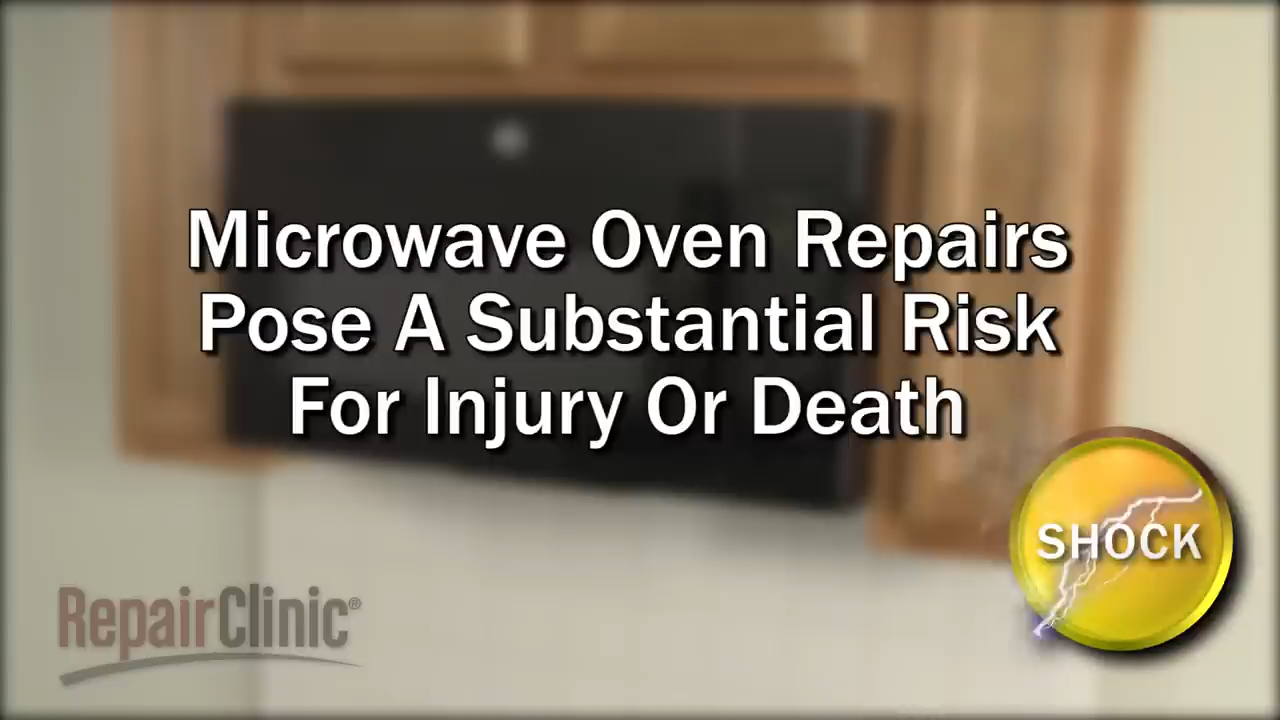 Microwave Oven Repairs
Pose A Substantial Risk
For Injury Or Death
SHOCK
RepairClinic®